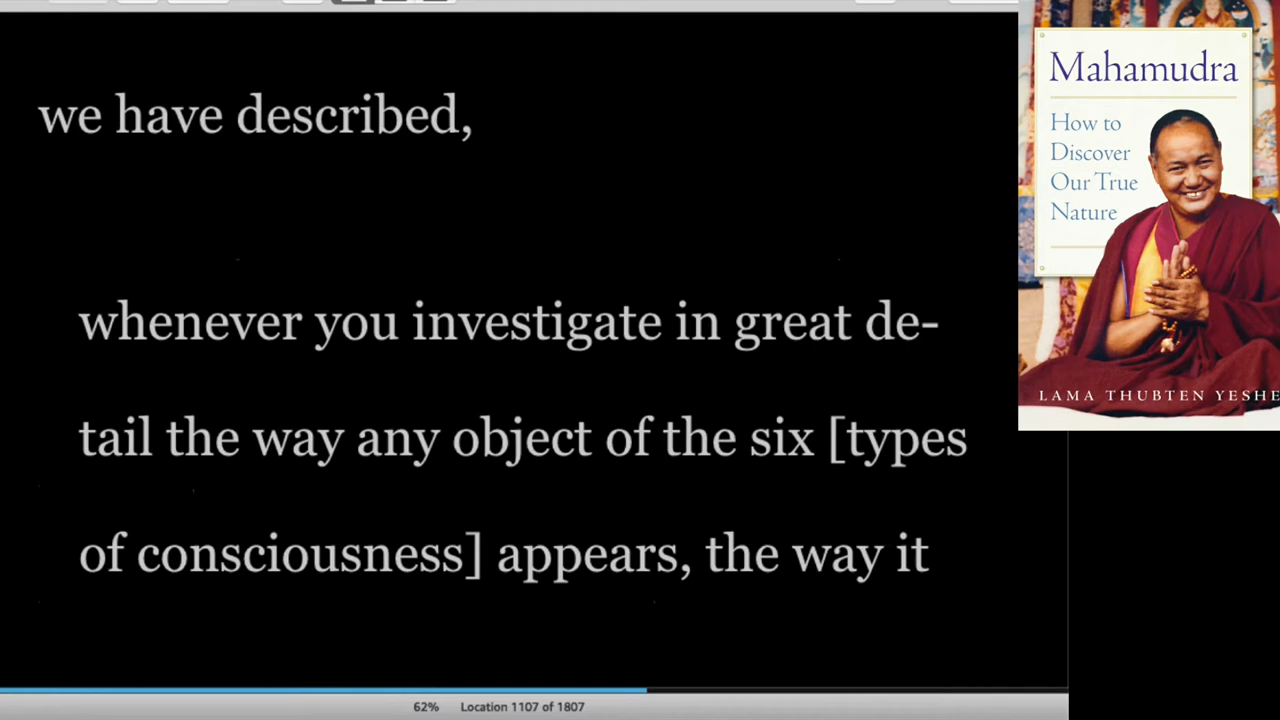 we have described,
whenever you investigate in great de-
tail the way any object of the six [types
of consciousness] appears, the way it
62% Location 1107 of 1807
Mahamudra
How to
Discover
Our True
Nature
LAMA THUBTEN YESHE